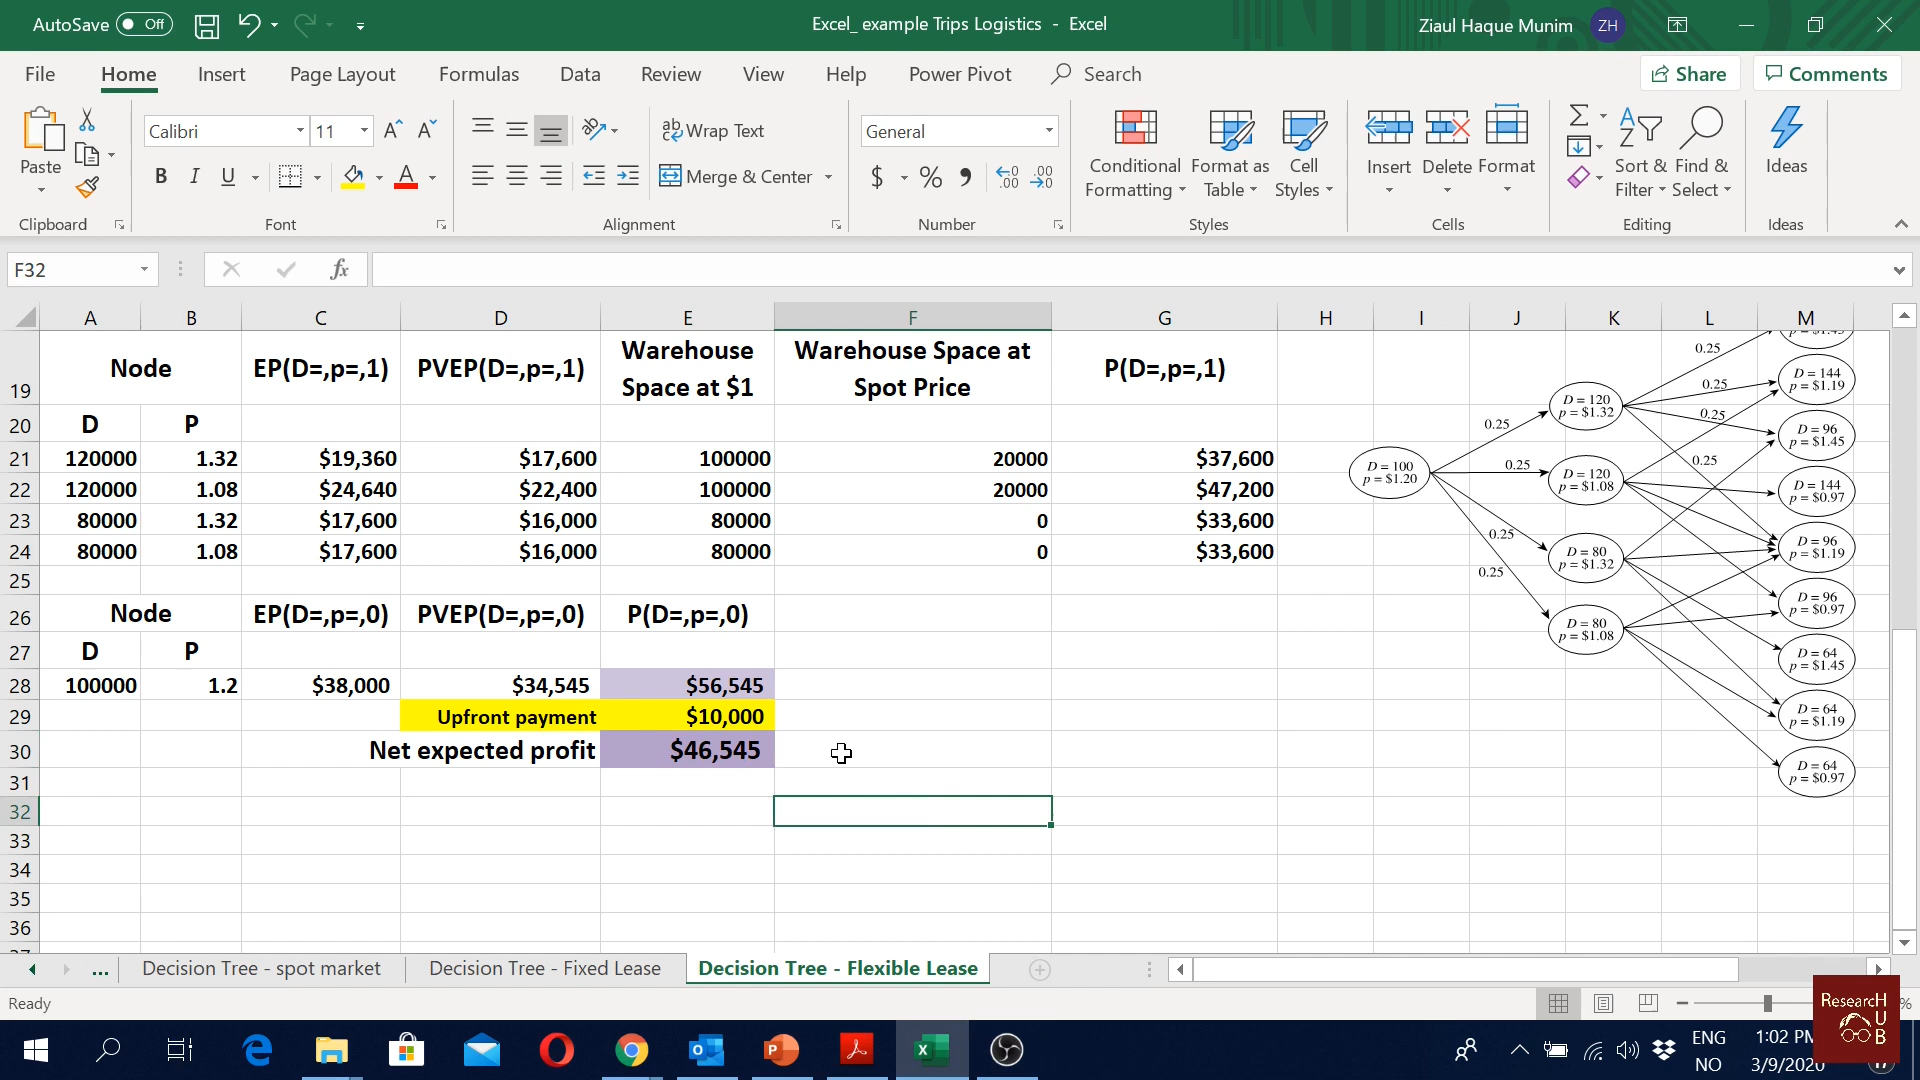 AutoSave Off
Excel_ example Trips Logistics - Excel
Ziaul Haque Munim ZH
File Home Insert Page Layout Formulas Data Review View Help Power Pivot Search Share Comments
Paste
Calibri 11
Wrap Text
Merge & Center
General
Conditional Formatting
Format as Table
Cell Styles
Insert Delete Format
Sort & Filter
Find & Select
Ideas
Clipboard Font Alignment Number Styles Cells Editing Ideas
F32 fx
A B C D E F G H I J K L M
19 Node EP(D=,p=,1) PVEP(D=,p=,1) Warehouse Space at $1 Warehouse Space at Spot Price P(D=,p=,1)
20 D P
21 120000 1.32 $19,360 $17,600 100000 20000 $37,600
22 120000 1.08 $24,640 $22,400 100000 20000 $47,200
23 80000 1.32 $17,600 $16,000 80000 0 $33,600
24 80000 1.08 $17,600 $16,000 80000 0 $33,600
25
26 Node EP(D=,p=,0) PVEP(D=,p=,0) P(D=,p=,0)
27 D P
28 100000 1.2 $38,000 $34,545 $56,545
29 Upfront payment $10,000
30 Net expected profit $46,545
31
32
33
34
35
36
D = 100
p = $1.20
0.25
0.25
0.25
0.25
D = 120
p = $1.32
D = 120
p = $1.08
D = 80
p = $1.32
D = 80
p = $1.08
0.25
0.25
0.25
0.25
D = 144
p = $1.19
D = 96
p = $1.45
D = 144
p = $0.97
D = 96
p = $1.19
D = 96
p = $0.97
D = 64
p = $1.45
D = 64
p = $1.19
D = 64
p = $0.97
... Decision Tree - spot market Decision Tree - Fixed Lease Decision Tree - Flexible Lease
Ready
%
ResearcH
U
B
ENG
NO
1:02 PM
3/9/2020